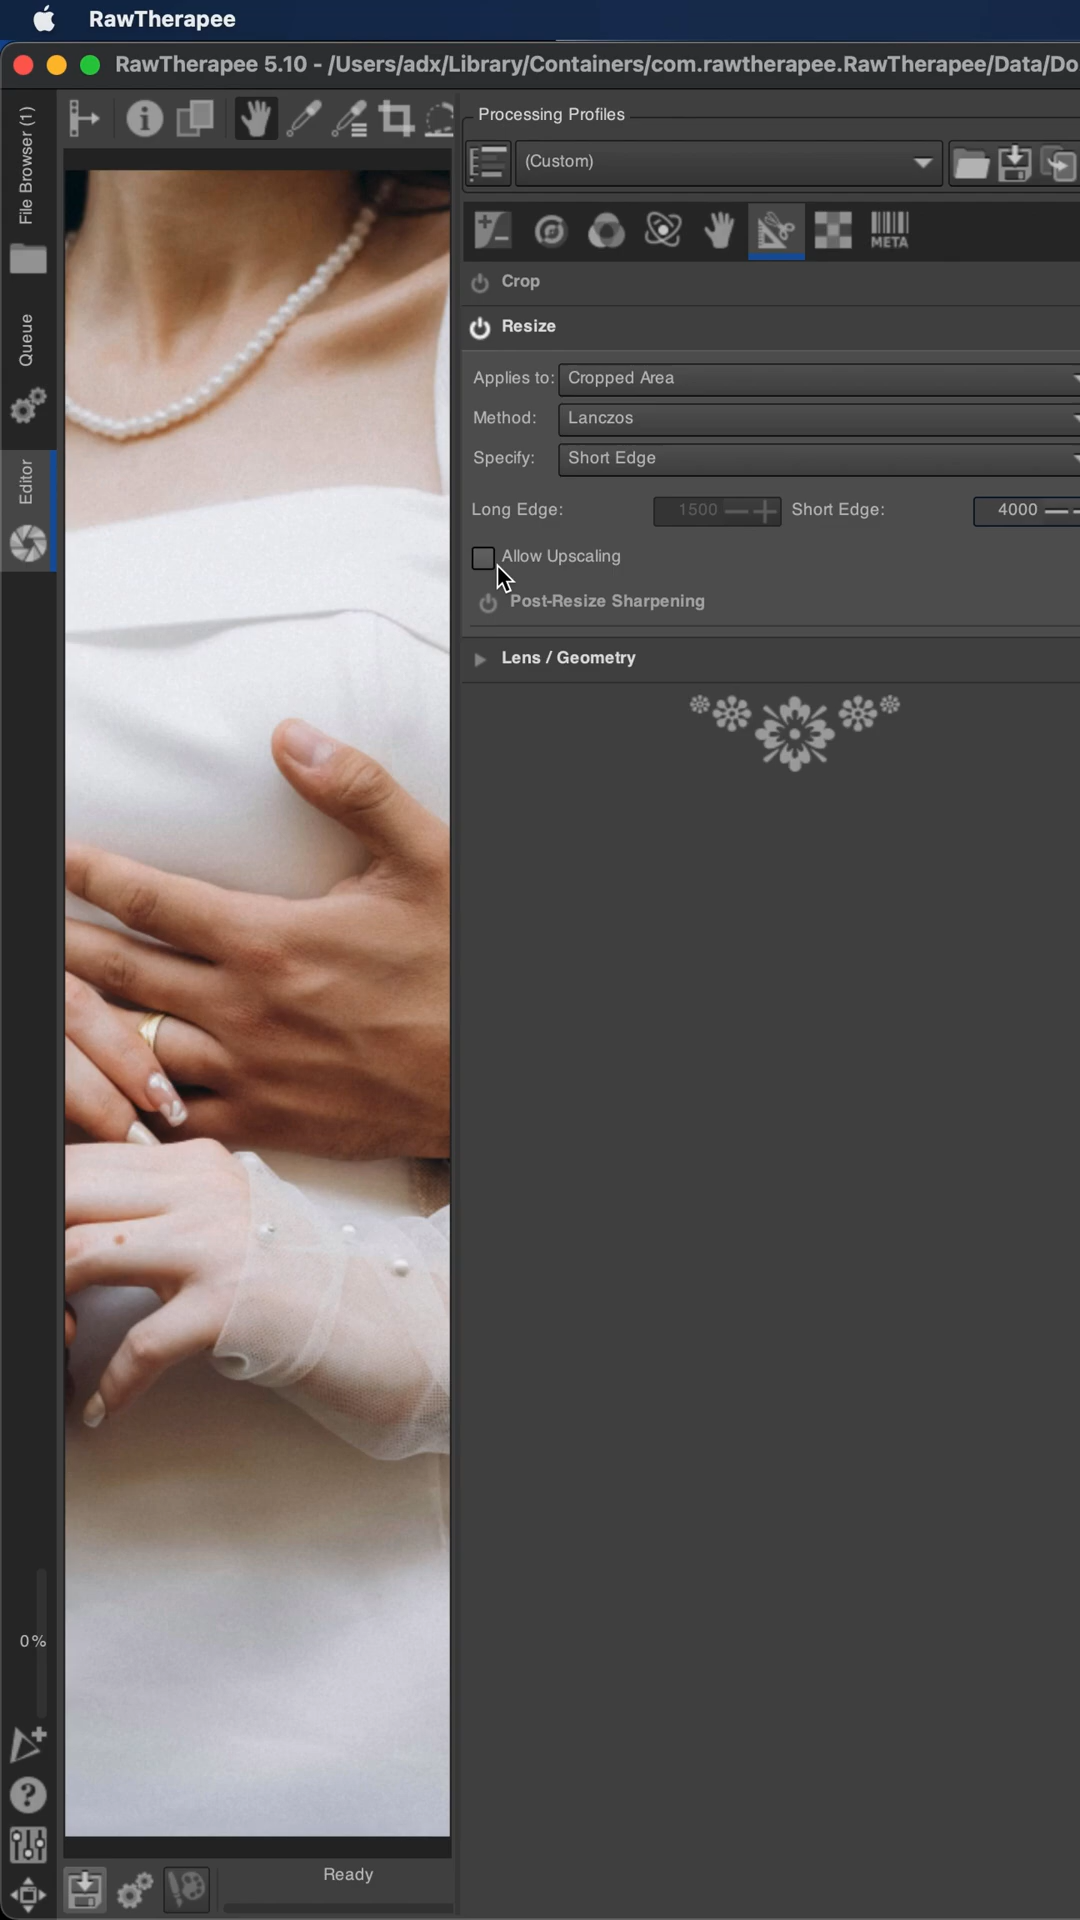 RawTherapee
RawTherapee 5.10 - /Users/adx/Library/Containers/com.rawtherapee.RawTherapee/Data/Do
File Browser (1)
Queue
Editor
Processing Profiles
(Custom)
META
Crop
Resize
Applies to: Cropped Area
Method: Lanczos
Specify: Short Edge
Long Edge: 1500 Short Edge: 4000
Allow Upscaling
Post-Resize Sharpening
Lens / Geometry
0%
Ready